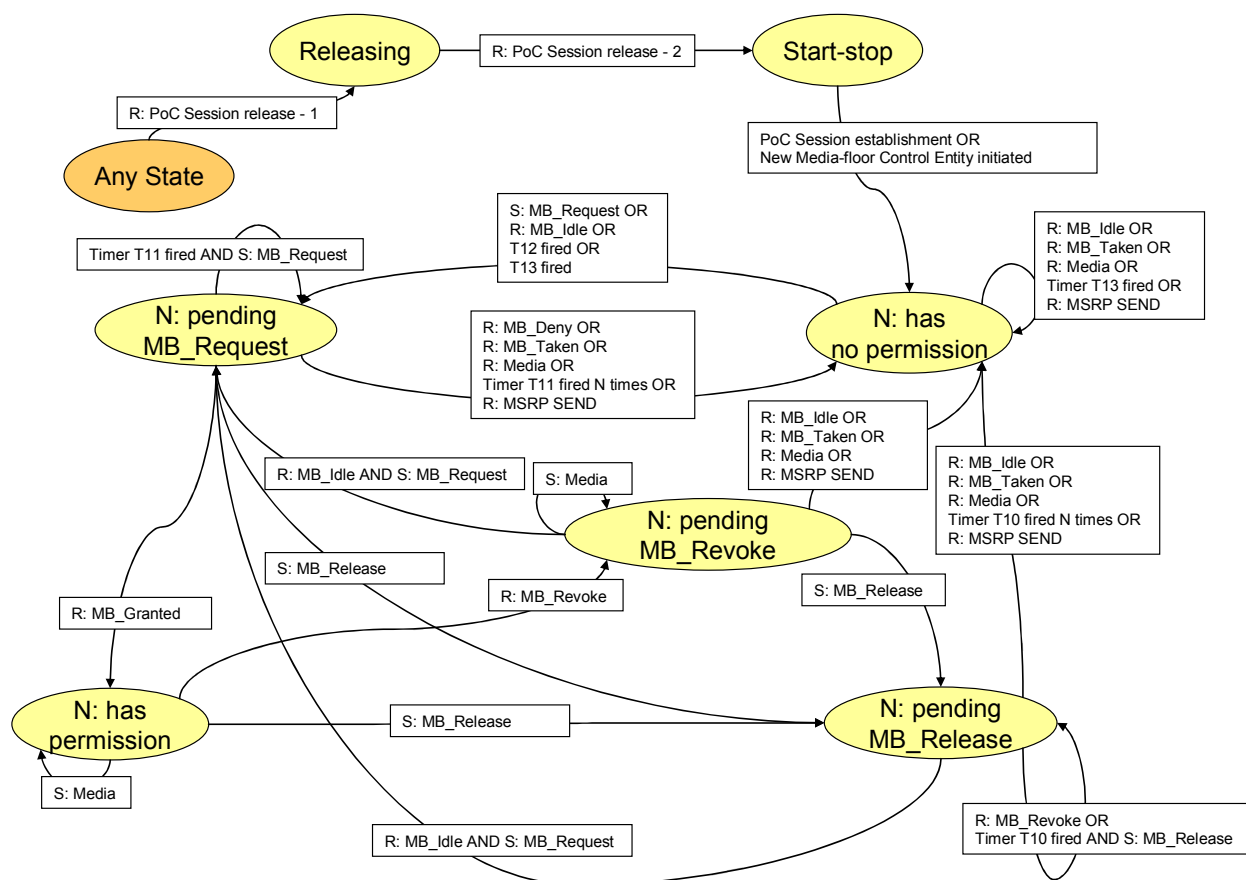 Releasing
R: PoC Session release - 2
Start-stop
R: PoC Session release - 1
Any State
PoC Session establishment OR
New Media-floor Control Entity initiated
S: MB_Request OR
R: MB_Idle OR
T12 fired OR
T13 fired
R: MB_Idle OR
R: MB_Taken OR
R: Media OR
Timer T13 fired OR
R: MSRP SEND
Timer T11 fired AND S: MB_Request
N: pending
MB_Request
N: has
no permission
R: MB_Deny OR
R: MB_Taken OR
R: Media OR
Timer T11 fired N times OR
R: MSRP SEND
R: MB_Idle OR
R: MB_Taken OR
R: Media OR
R: MSRP SEND
R: MB_Idle OR
R: MB_Taken OR
R: Media OR
Timer T10 fired N times OR
R: MSRP SEND
R: MB_Idle AND S: MB_Request
S: Media
N: pending
MB_Revoke
S: MB_Release
R: MB_Revoke
S: MB_Release
R: MB_Granted
N: has
permission
S: MB_Release
N: pending
MB_Release
S: Media
R: MB_Idle AND S: MB_Request
R: MB_Revoke OR
Timer T10 fired AND S: MB_Release